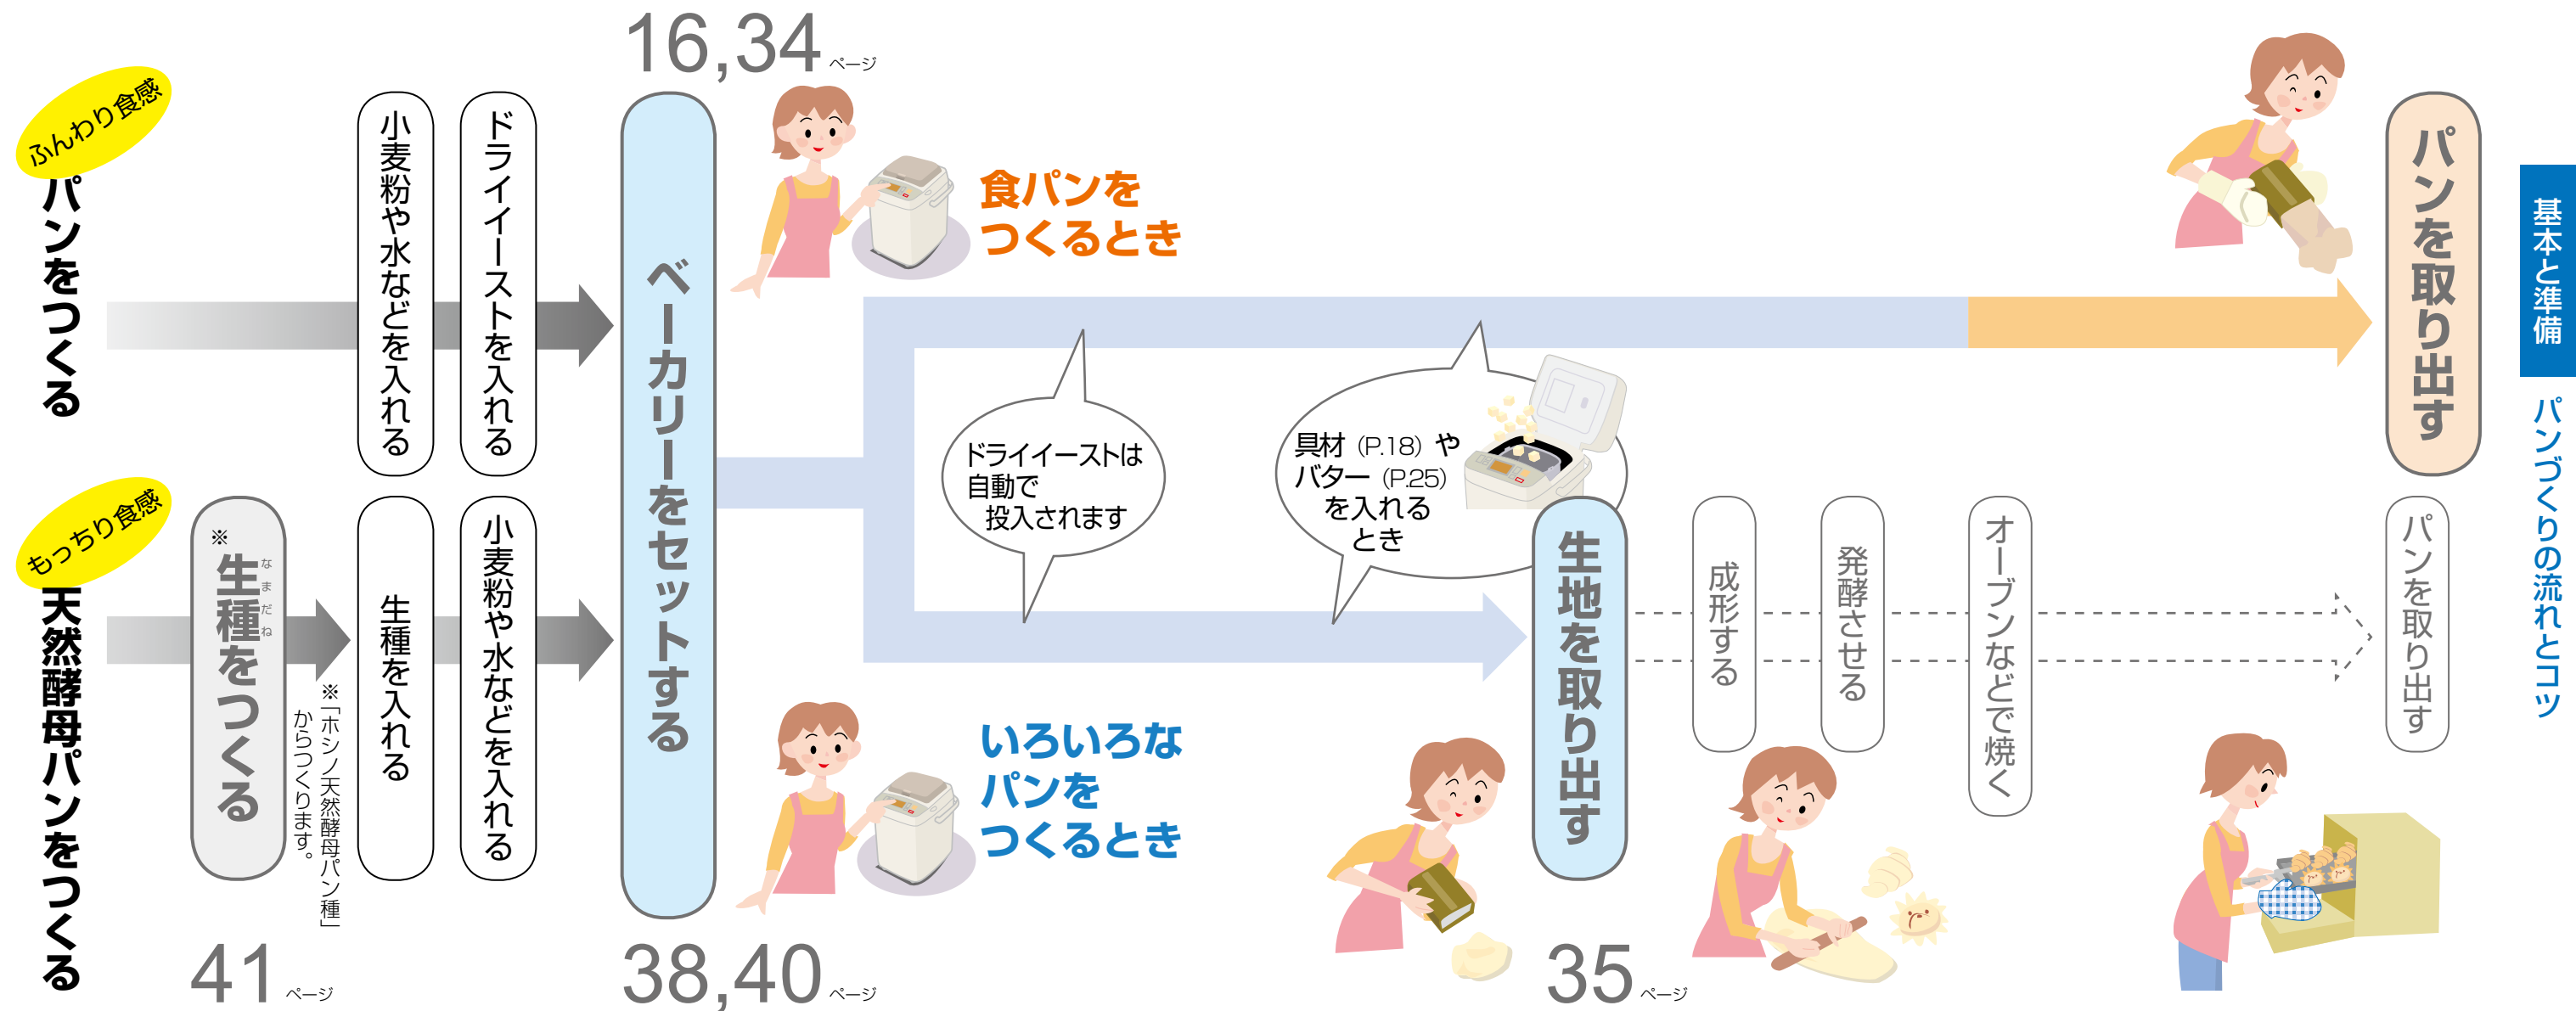 ふんわり食感
パンをつくる
小麦粉や水などを入れる
ドライイーストを入れる
16,34 ページ
ベーカリーをセットする
食パンを
つくるとき
ドライイーストは
自動で
投入されます
具材（P.18）や
バター（P.25）
を入れる
とき
パンを取り出す
もっちり食感
天然酵母パンをつくる
※
生種をつくる
なまだね
※「ホシノ天然酵母パン種」
からつくります。
41 ページ
生種を入れる
小麦粉や水などを入れる
38,40 ページ
いろいろな
パンを
つくるとき
生地を取り出す
35 ページ
成形する
発酵させる
オーブンなどで焼く
パンを取り出す
基本と準備
パンづくりの流れとコツ